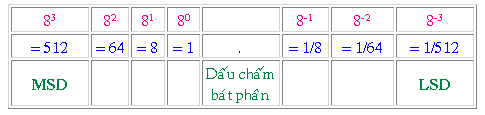 8³ 8² 8¹ 8⁰ 8⁻¹ 8⁻² 8⁻³
= 512 = 64 = 8 = 1 . = 1/8 = 1/64 = 1/512
MSD Dấu chấm LSD
bát phân